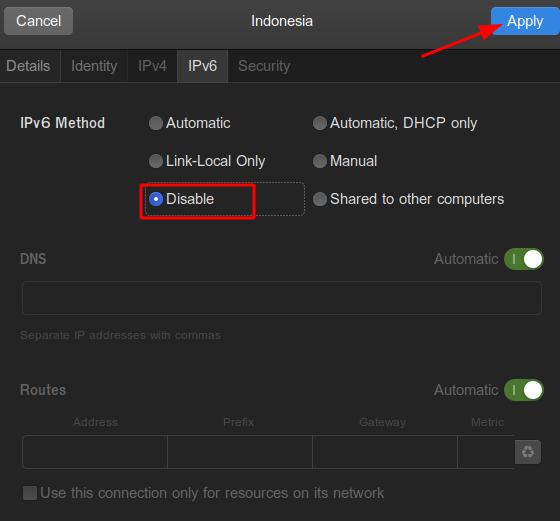 Cancel Indonesia Apply
Details Identity IPv4 IPv6 Security
IPv6 Method Automatic Automatic, DHCP only
Link-Local Only Manual
Disable Shared to other computers
DNS Automatic
Separate IP addresses with commas
Routes Automatic
Address Prefix Gateway Metric
Use this connection only for resources on its network